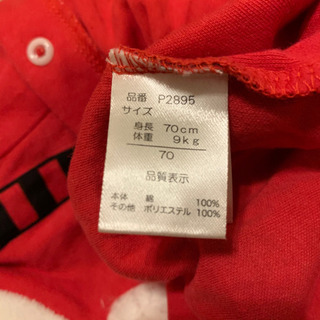 品番 P2895
サイズ
身長 70cm
体重 9kg
70
品質表示
本体 綿 100%
その他 ポリエステル 100%